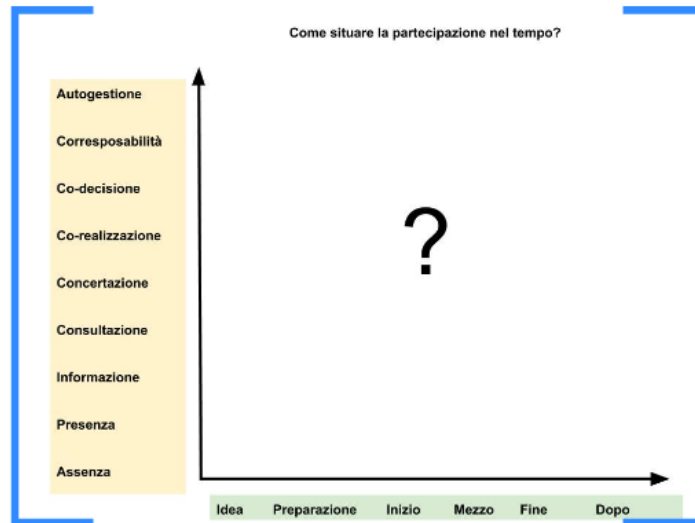 Come situare la partecipazione nel tempo?
Autogestione
Corresposabilità
Co-decisione
Co-realizzazione
Concertazione
Consultazione
Informazione
Presenza
Assenza
?
Idea Preparazione Inizio Mezzo Fine Dopo